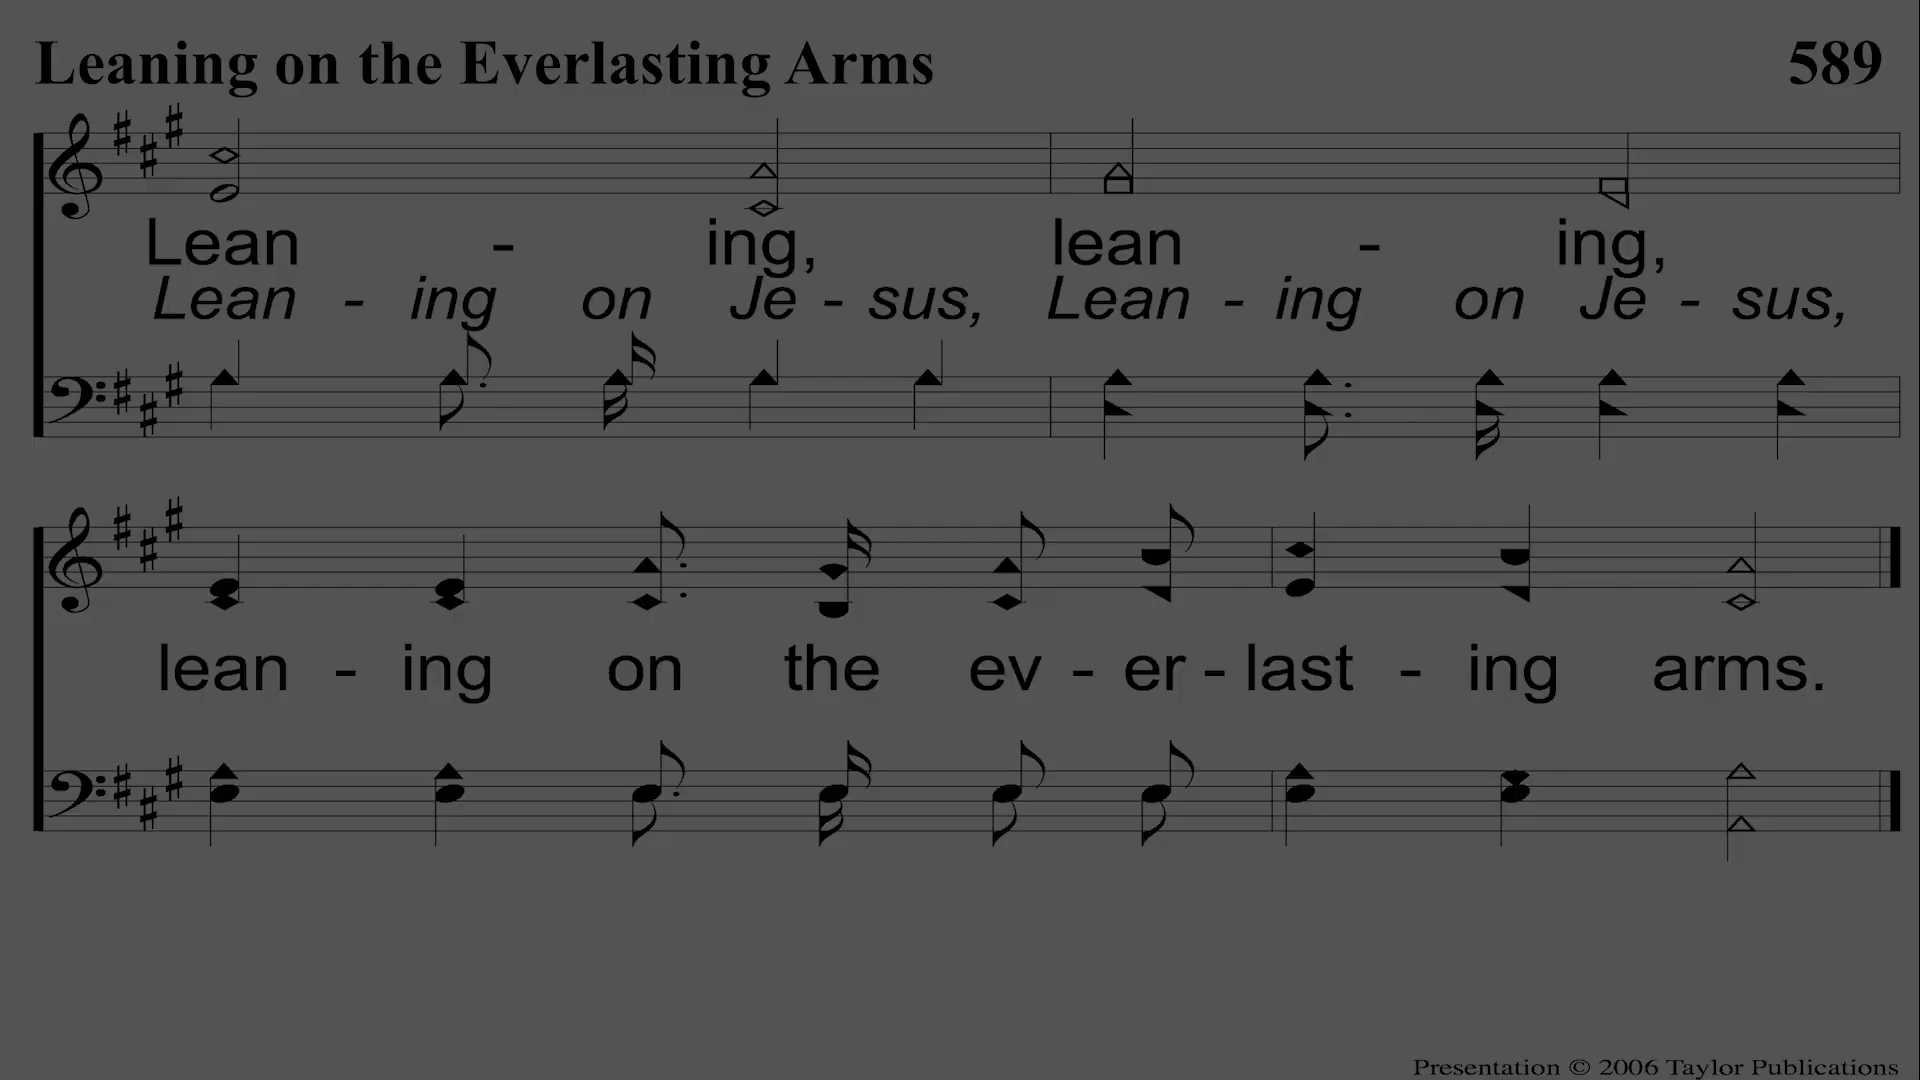 Leaning on the Everlasting Arms 589
Lean - ing, lean - ing,
Lean - ing on Je - sus, Lean - ing on Je - sus,
lean - ing on the ev - er - last - ing arms.
Presentation © 2006 Taylor Publications